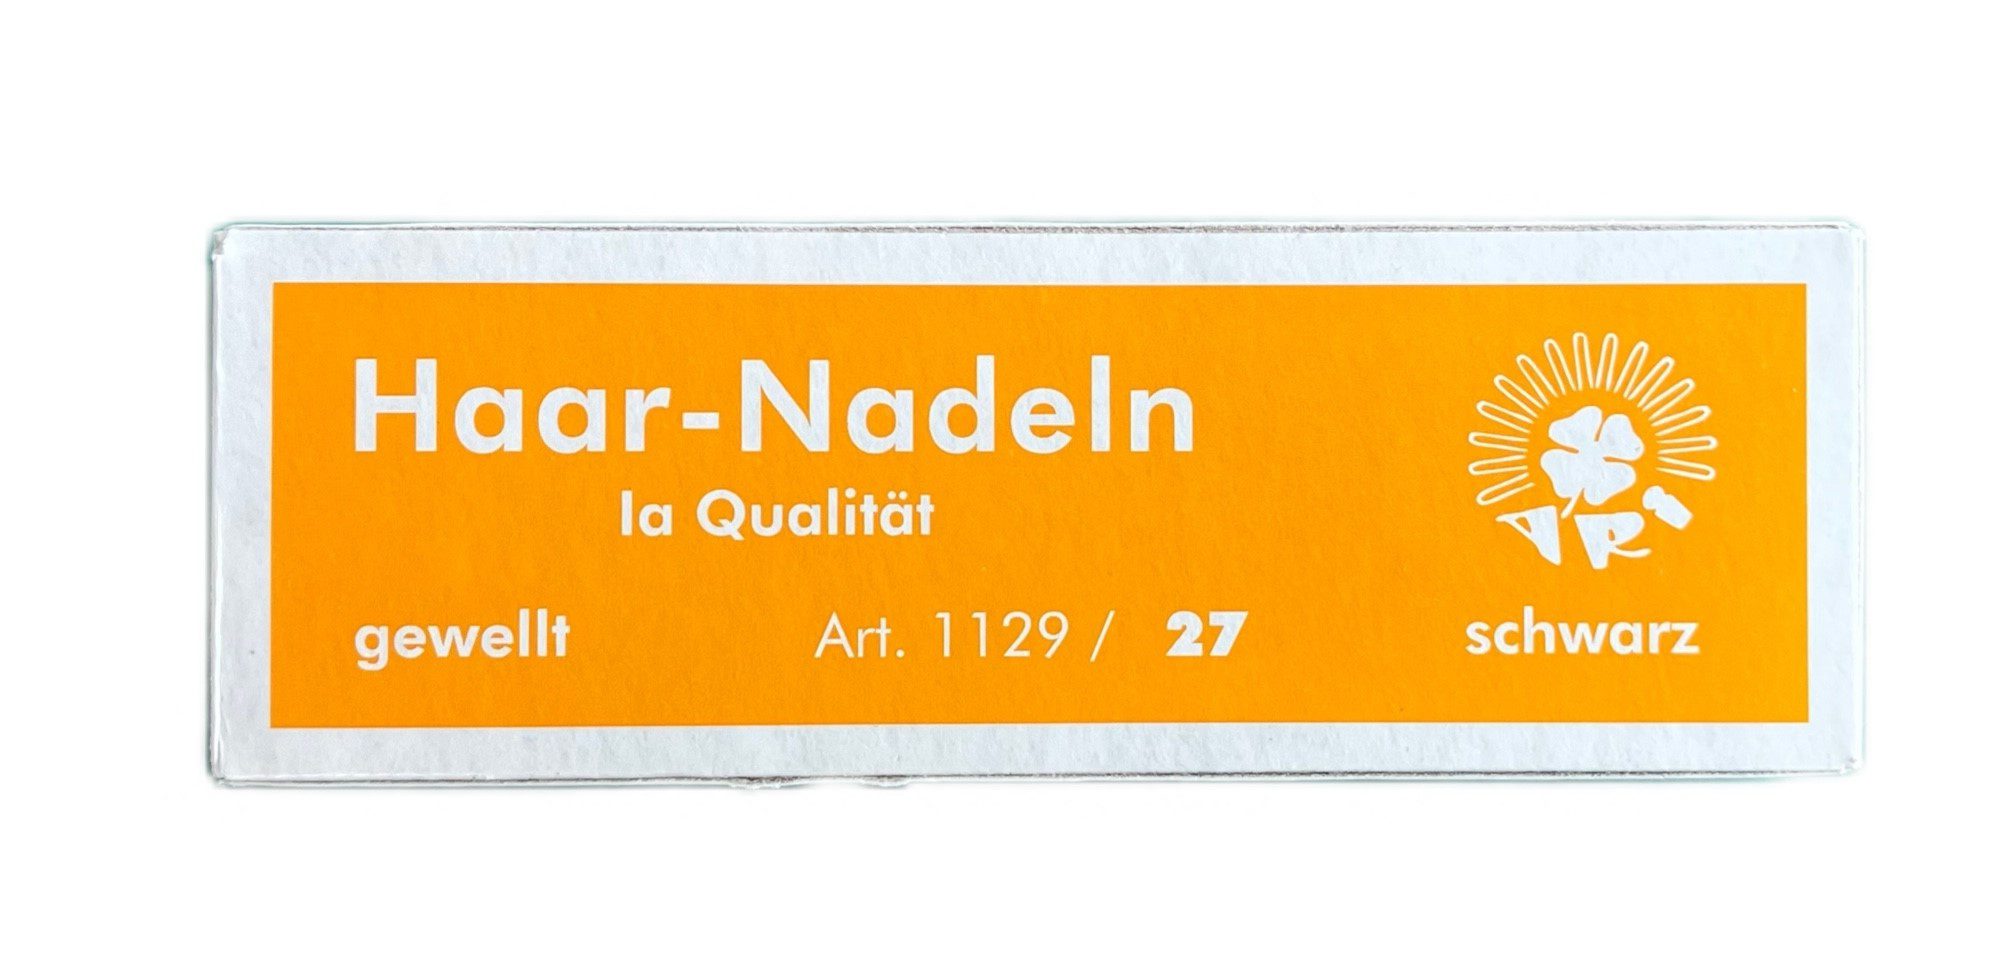 Haar-Nadeln
Ia Qualität
gewellt Art. 1129 / 27 schwarz